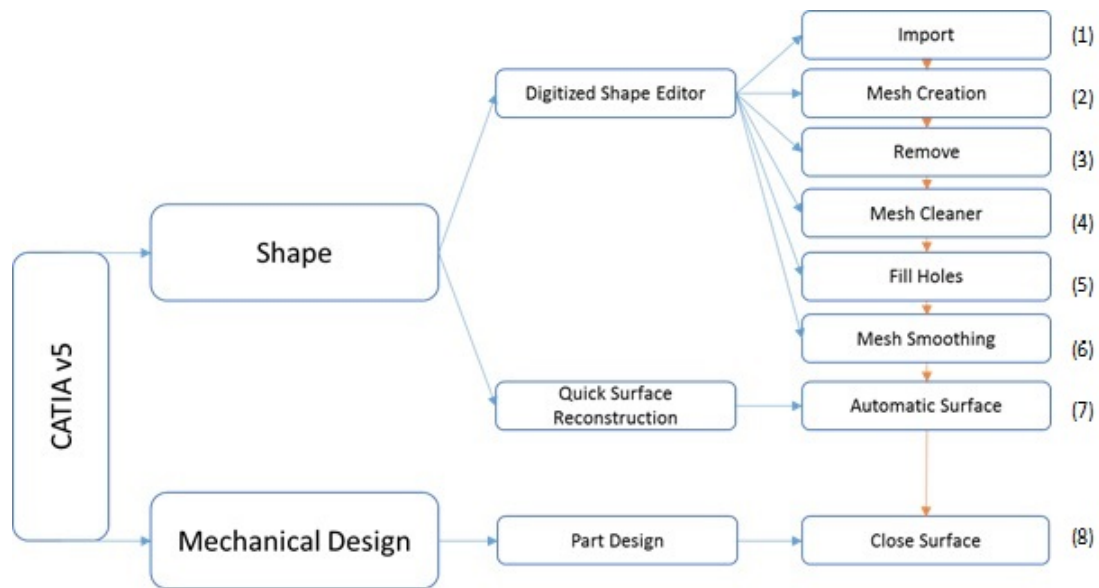 Import (1)
Digitized Shape Editor
Mesh Creation (2)
Remove (3)
Mesh Cleaner (4)
Shape
Fill Holes (5)
Mesh Smoothing (6)
CATIA v5
Quick Surface
Reconstruction
Automatic Surface (7)
Mechanical Design
Part Design
Close Surface (8)